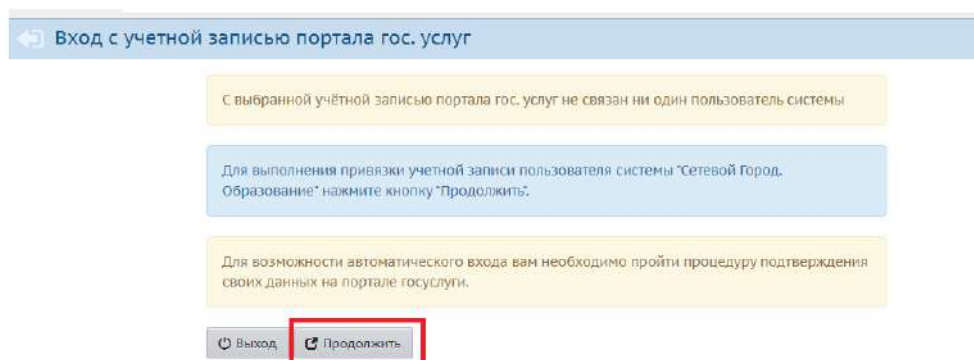 Вход с учетной записью портала гос. услуг
С выбранной учётной записью портала гос. услуг не связан ни один пользователь системы
Для выполнения привязки учетной записи пользователя системы "Сетевой Город.
Образование" нажмите кнопку "Продолжить".
Для возможности автоматического входа вам необходимо пройти процедуру подтверждения
своих данных на портале госуслуги.
Выход Продолжить